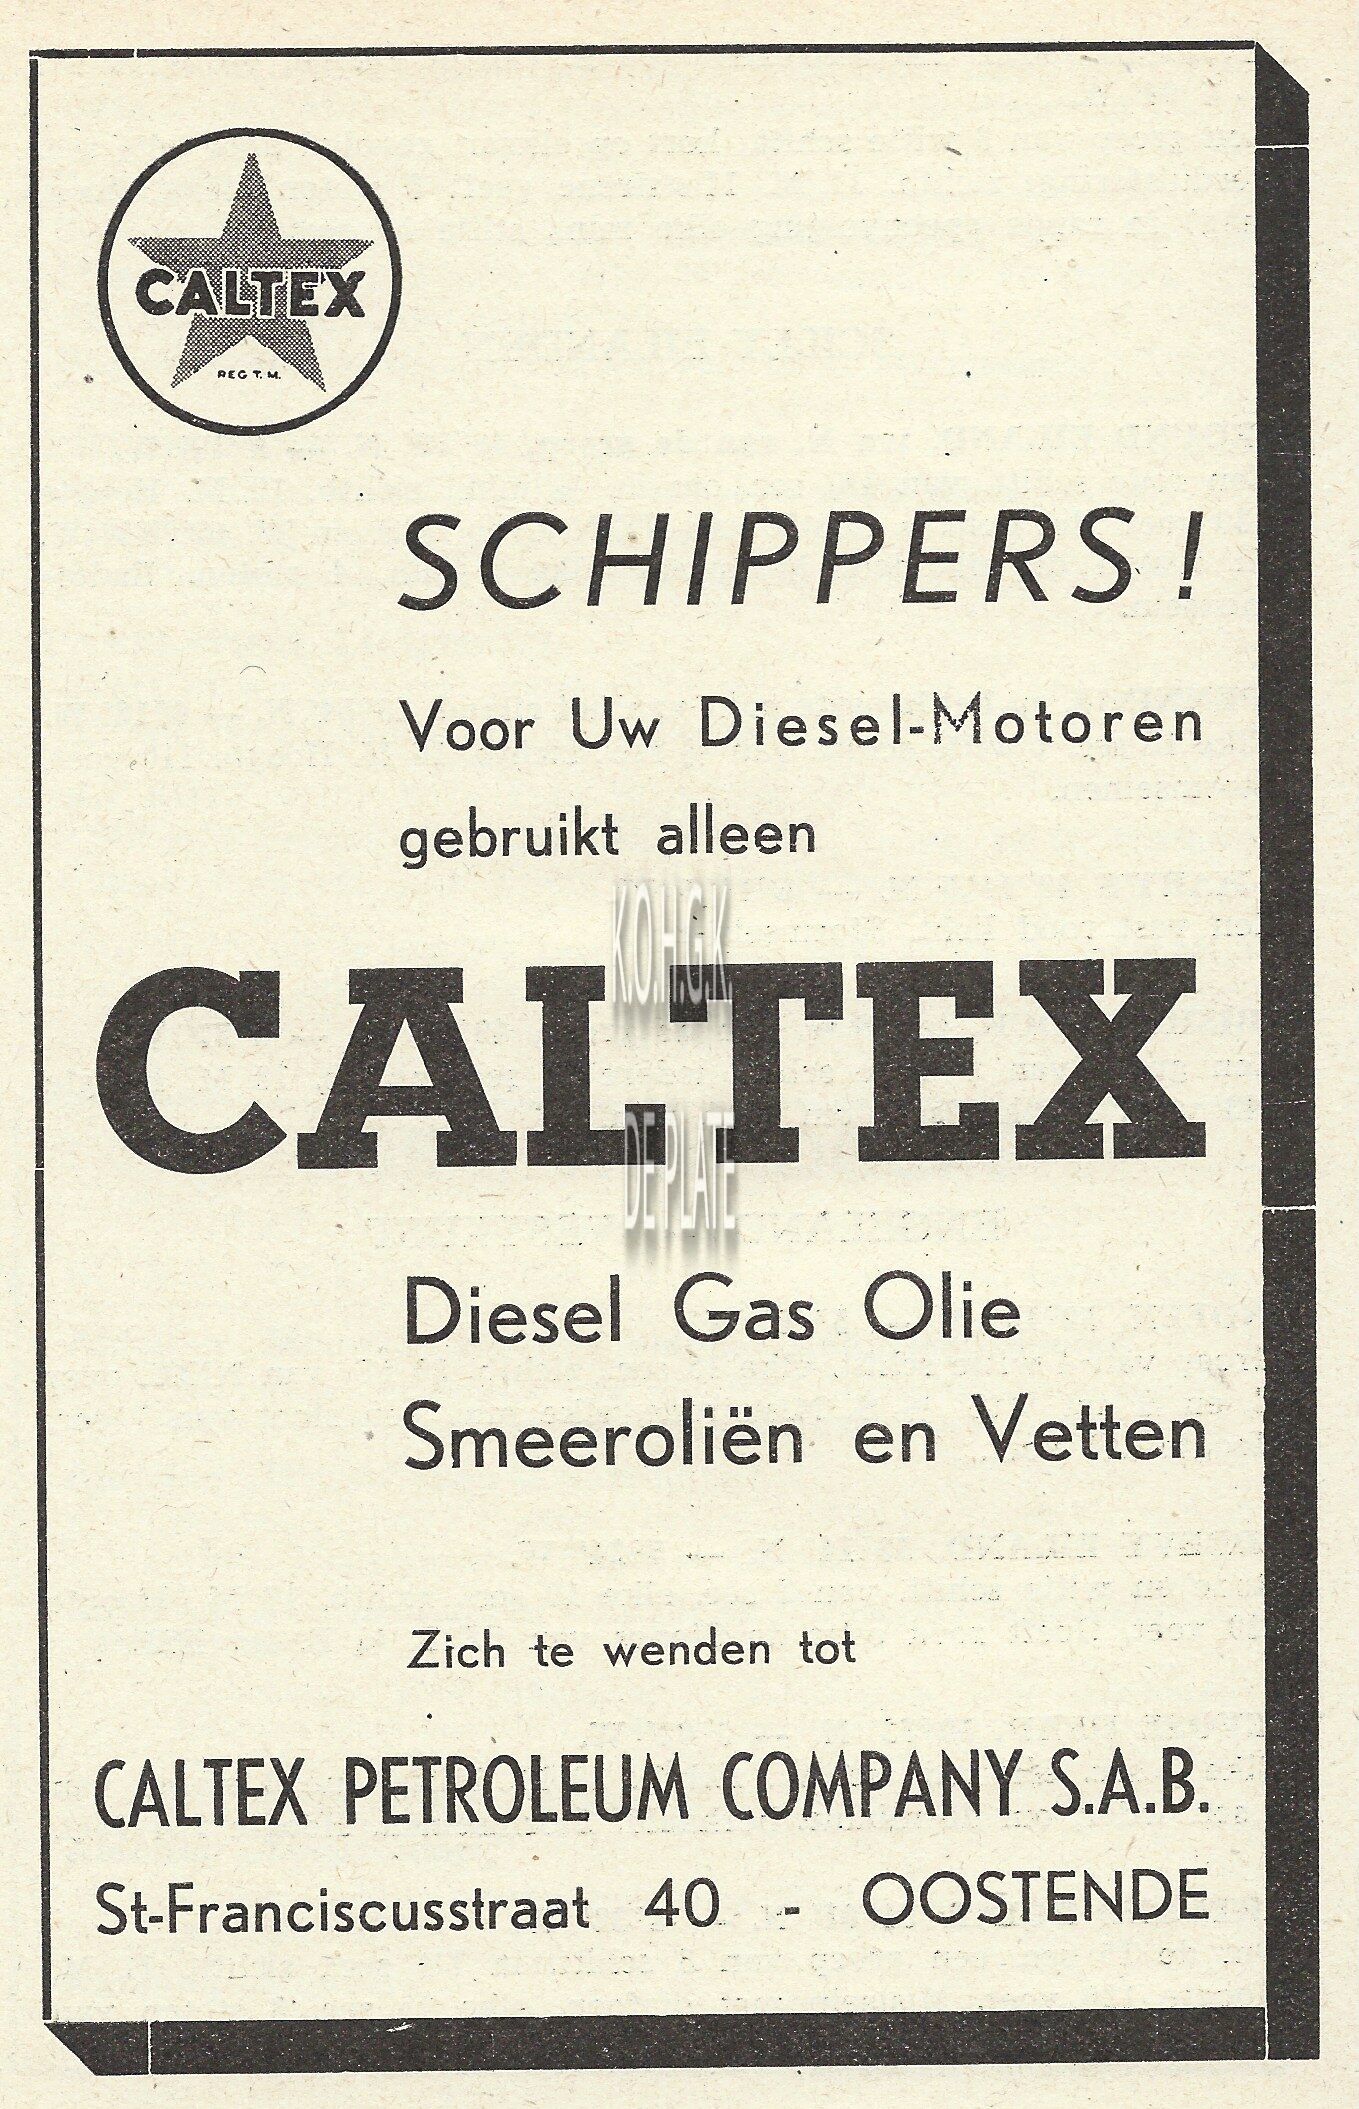 CALTEX
REG T. M.
SCHIPPERS !
Voor Uw Diesel-Motoren
gebruikt alleen
K.O.H.G.K.
CALTEX
DE PLATE
Diesel Gas Olie
Smeeroliën en Vetten
Zich te wenden tot
CALTEX PETROLEUM COMPANY S.A.B.
St-Franciscusstraat 40 - OOSTENDE